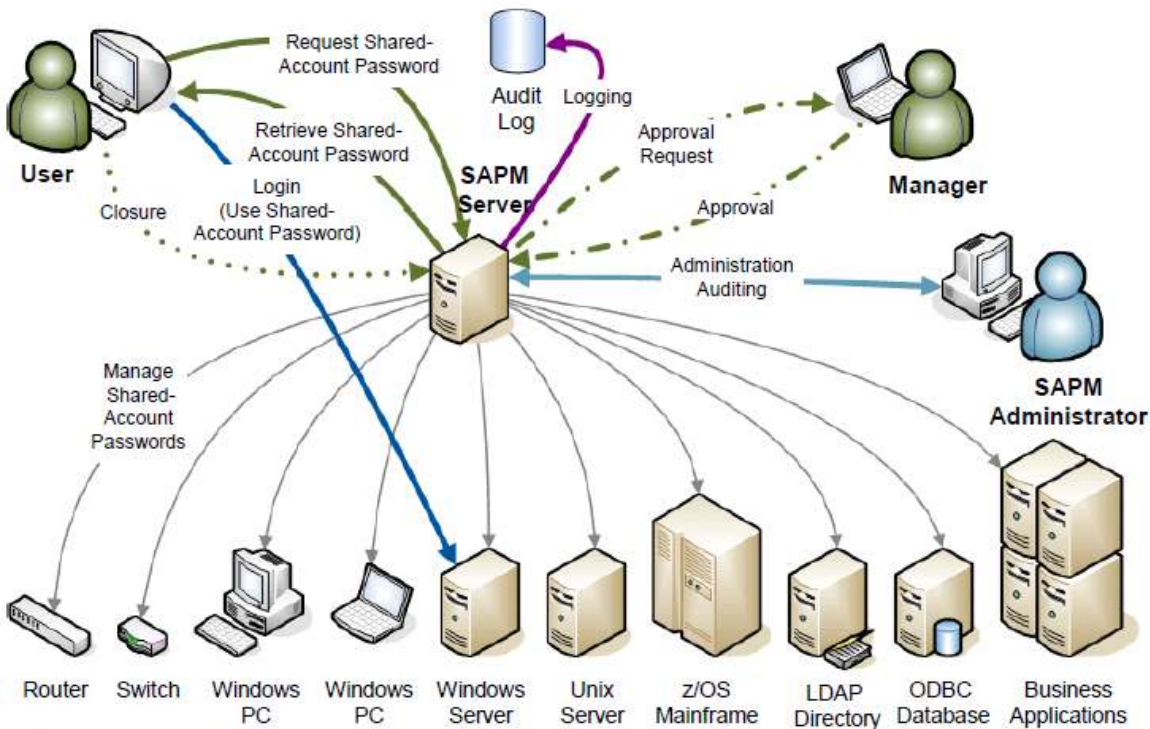 Request Shared-
Account Password
Audit
Log
Logging
Retrieve Shared-
Account Password
Approval
Request
User
SAPM
Server
Manager
Login
(Use Shared-
Account Password)
Closure
Approval
Administration
Auditing
Manage
Shared-
Account
Passwords
SAPM
Administrator
Router
Switch
Windows
PC
Windows
PC
Windows
Server
Unix
Server
z/OS
Mainframe
LDAP
Directory
ODBC
Database
Business
Applications